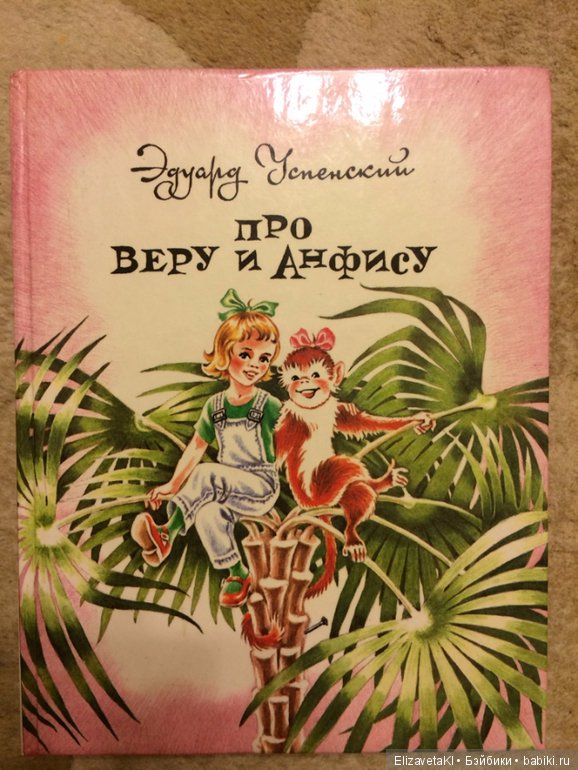 Эдуард Успенский
ПРО
ВЕРУ И АНФИСУ
ElizavetaKl • Бэйбики • babiki.ru